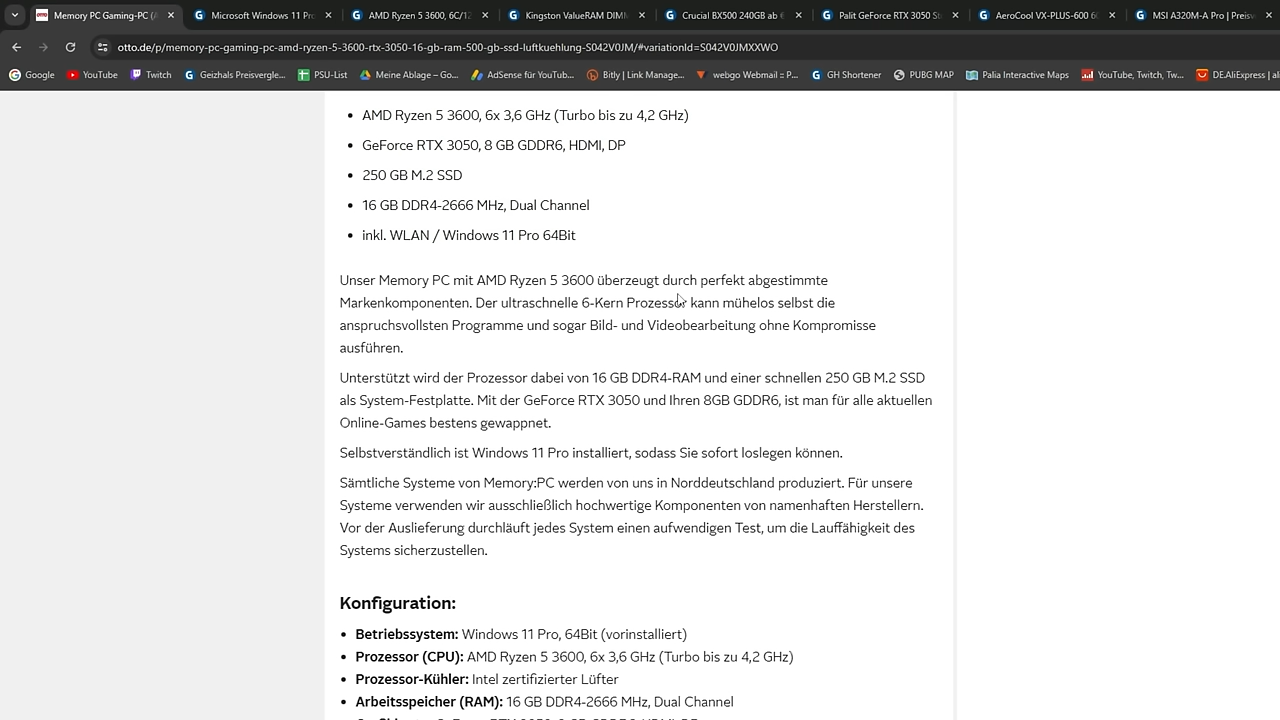 Memory PC Gaming-PC (A
Microsoft Windows 11 Pro
AMD Ryzen 5 3600, 6C/12
Kingston ValueRAM DIMM
Crucial BX500 240GB ab €
Palit GeForce RTX 3050 St
AeroCool VX-PLUS-600 60
MSI A320M-A Pro | Preisv
otto.de/p/memory-pc-gaming-pc-amd-ryzen-5-3600-rtx-3050-16-gb-ram-500-gb-ssd-luftkuehlung-S042V0JM/#variationId=S042V0JMXXWO
Google
YouTube
Twitch
Geizhals Preisvergle...
PSU-List
Meine Ablage – Go...
AdSense für YouTub...
Bitly | Link Manage...
webgo Webmail :: P...
GH Shortener
PUBG MAP
Palia Interactive Maps
YouTube, Twitch, Tw...
DE.AliExpress | ali
• AMD Ryzen 5 3600, 6x 3,6 GHz (Turbo bis zu 4,2 GHz)
• GeForce RTX 3050, 8 GB GDDR6, HDMI, DP
• 250 GB M.2 SSD
• 16 GB DDR4-2666 MHz, Dual Channel
• inkl. WLAN / Windows 11 Pro 64Bit
Unser Memory PC mit AMD Ryzen 5 3600 überzeugt durch perfekt abgestimmte
Markenkomponenten. Der ultraschnelle 6-Kern Prozessor kann mühelos selbst die
anspruchsvollsten Programme und sogar Bild- und Videobearbeitung ohne Kompromisse
ausführen.
Unterstützt wird der Prozessor dabei von 16 GB DDR4-RAM und einer schnellen 250 GB M.2 SSD
als System-Festplatte. Mit der GeForce RTX 3050 und Ihren 8GB GDDR6, ist man für alle aktuellen
Online-Games bestens gewappnet.
Selbstverständlich ist Windows 11 Pro installiert, sodass Sie sofort loslegen können.
Sämtliche Systeme von Memory:PC werden von uns in Norddeutschland produziert. Für unsere
Systeme verwenden wir ausschließlich hochwertige Komponenten von namenhaften Herstellern.
Vor der Auslieferung durchläuft jedes System einen aufwendigen Test, um die Lauffähigkeit des
Systems sicherzustellen.
Konfiguration:
• Betriebssystem: Windows 11 Pro, 64Bit (vorinstalliert)
• Prozessor (CPU): AMD Ryzen 5 3600, 6x 3,6 GHz (Turbo bis zu 4,2 GHz)
• Prozessor-Kühler: Intel zertifizierter Lüfter
• Arbeitsspeicher (RAM): 16 GB DDR4-2666 MHz, Dual Channel